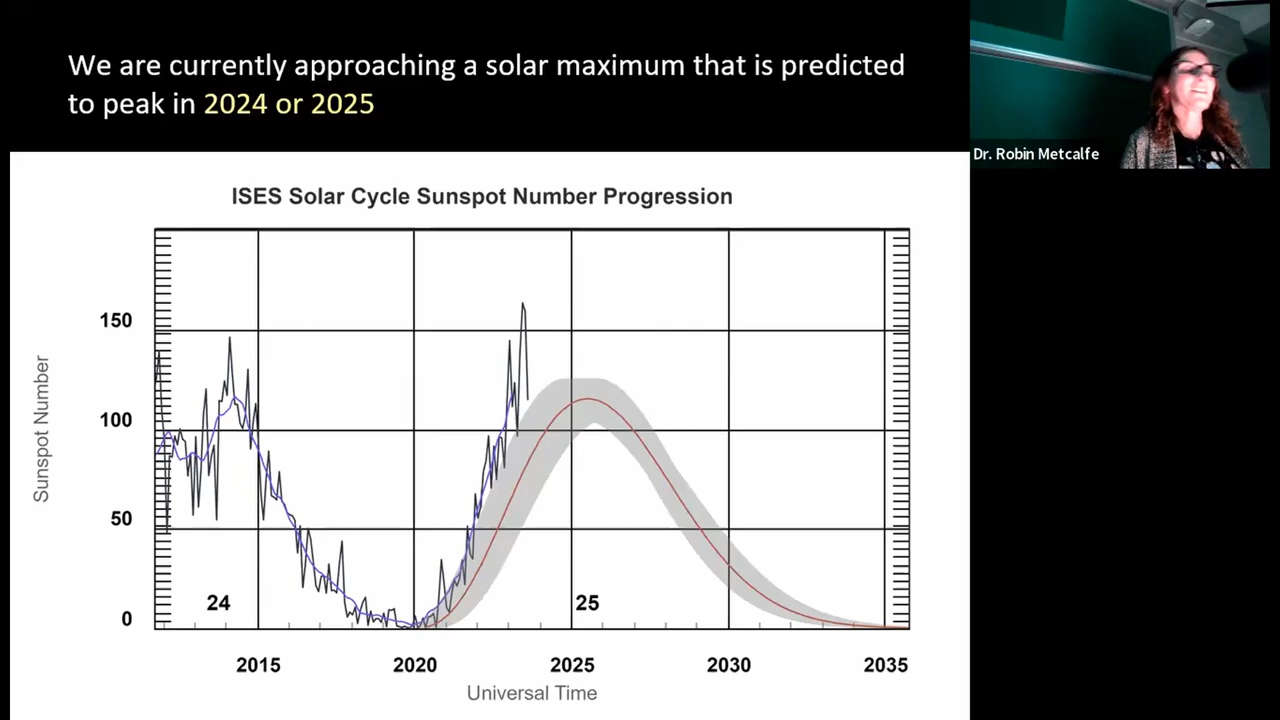 We are currently approaching a solar maximum that is predicted
to peak in 2024 or 2025
Dr. Robin Metcalfe
ISES Solar Cycle Sunspot Number Progression
Sunspot Number
150
100
50
0
24
25
2015
2020
2025
2030
2035
Universal Time